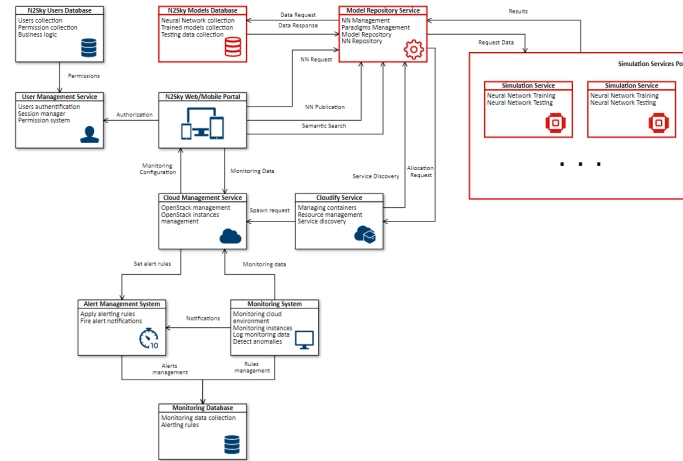 N2Sky Users Database
Users collection
Permission collection
Business logic
N2Sky Models Database
Neural Network collection
Trained models collection
Testing data collection
Data Request
Data Response
Model Repository Service
NN Management
Paradigms Management
Model Repository
NN Repository
Results
Request Data
NN Request
Simulation Services Po
Simulation Service
Neural Network Training
Neural Network Testing
Simulation Service
Neural Network Training
Neural Network Testing
. . .
Permissions
User Management Service
Users authentification
Session manager
Permission system
Authorization
N2Sky Web/Mobile Portal
NN Publication
Semantic Search
Monitoring
Configuration
Monitoring Data
Service Discovery
Allocation
Request
Cloud Management Service
OpenStack management
OpenStack instances
management
Spawn request
Cloudify Service
Managing containers
Resource management
Service discovery
Set alert rules
Monitoring data
Alert Management System
Apply alerting rules
Fire alert notifications
10
Notifications
Monitoring System
Monitoring cloud
environment
Monitoring instances
Log monitoring data
Detect anomalies
Alerts
management
Rules
management
Monitoring Database
Monitoring data collection
Alerting rules